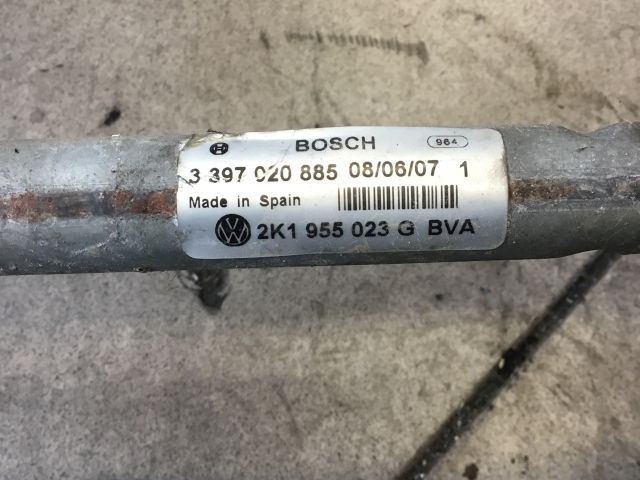 BOSCH 964
3 397 020 885 08/06/07 1
Made in Spain
2K1 955 023 G BVA